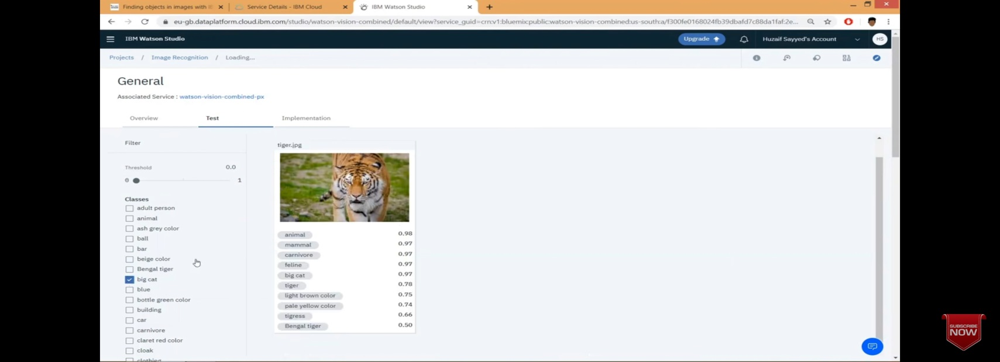 Finding objects in images with IB
Service Details - IBM Cloud
IBM Watson Studio
eu-gb.dataplatform.cloud.ibm.com/studio/watson-vision-combined/default/view?service_guid=crn:v1:bluemix:public:watson-vision-combined:us-south:a/f300fe0168024fb39dbafd7c88da1faf:2e...
IBM Watson Studio
Upgrade
Huzaif Sayyed's Account
HS
Projects / Image Recognition / Loading...
General
Associated Service : watson-vision-combined-px
Overview
Test
Implementation
Filter
Threshold 0.0
0 1
Classes
adult person
animal
ash grey color
ball
bar
beige color
Bengal tiger
big cat
blue
bottle green color
building
car
carnivore
claret red color
cloak
clothing
tiger.jpg
animal 0.98
mammal 0.97
carnivore 0.97
feline 0.97
big cat 0.97
tiger 0.78
light brown color 0.75
pale yellow color 0.74
tigress 0.66
Bengal tiger 0.50
SUBSCRIBE
NOW